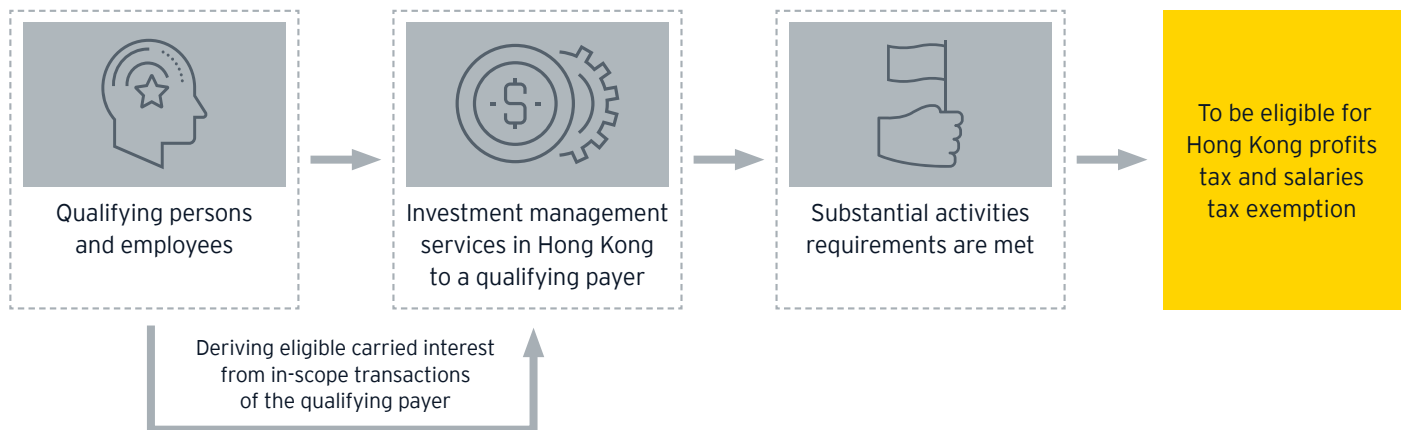 Qualifying persons
and employees
Investment management
services in Hong Kong
to a qualifying payer
Substantial activities
requirements are met
To be eligible for
Hong Kong profits
tax and salaries
tax exemption
Deriving eligible carried interest
from in-scope transactions
of the qualifying payer